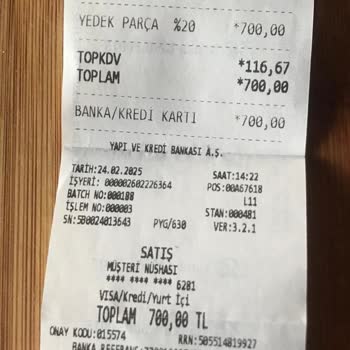 YEDEK PARÇA %20 *700,00
TOPKDV *116,67
TOPLAM *700,00
BANKA/KREDİ KARTI *700,00
YAPI VE KREDİ BANKASI A.Ş.
TARİH:24.02.2025 SAAT:14:22
İŞYERİ: 000002602226364 POS:00A67618
BATCH NO:000188 L11
İŞLEM NO:000003 STAN:000481
SN:5B0024013643 PYG/630 VER:3.2.1
SATIŞ
MÜŞTERİ NÜSHASI
**** **** **** 6281
VISA/Kredi/Yurt İçi
TOPLAM 700,00 TL
ONAY KODU:015574 RRN: 505514819927